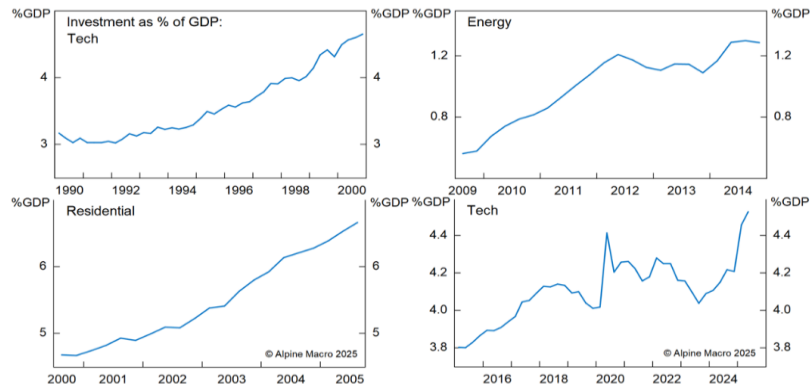 %GDP
Investment as % of GDP:
Tech
%GDP
4
4
3
3
1990 1992 1994 1996 1998 2000
%GDP
Energy
%GDP
1.2
1.2
0.8
0.8
2009 2010 2011 2012 2013 2014
%GDP
Residential
%GDP
6
6
5
5
© Alpine Macro 2025
2000 2001 2002 2003 2004 2005
%GDP
Tech
%GDP
4.4
4.4
4.2
4.2
4.0
4.0
3.8
3.8
© Alpine Macro 2025
2016 2018 2020 2022 2024